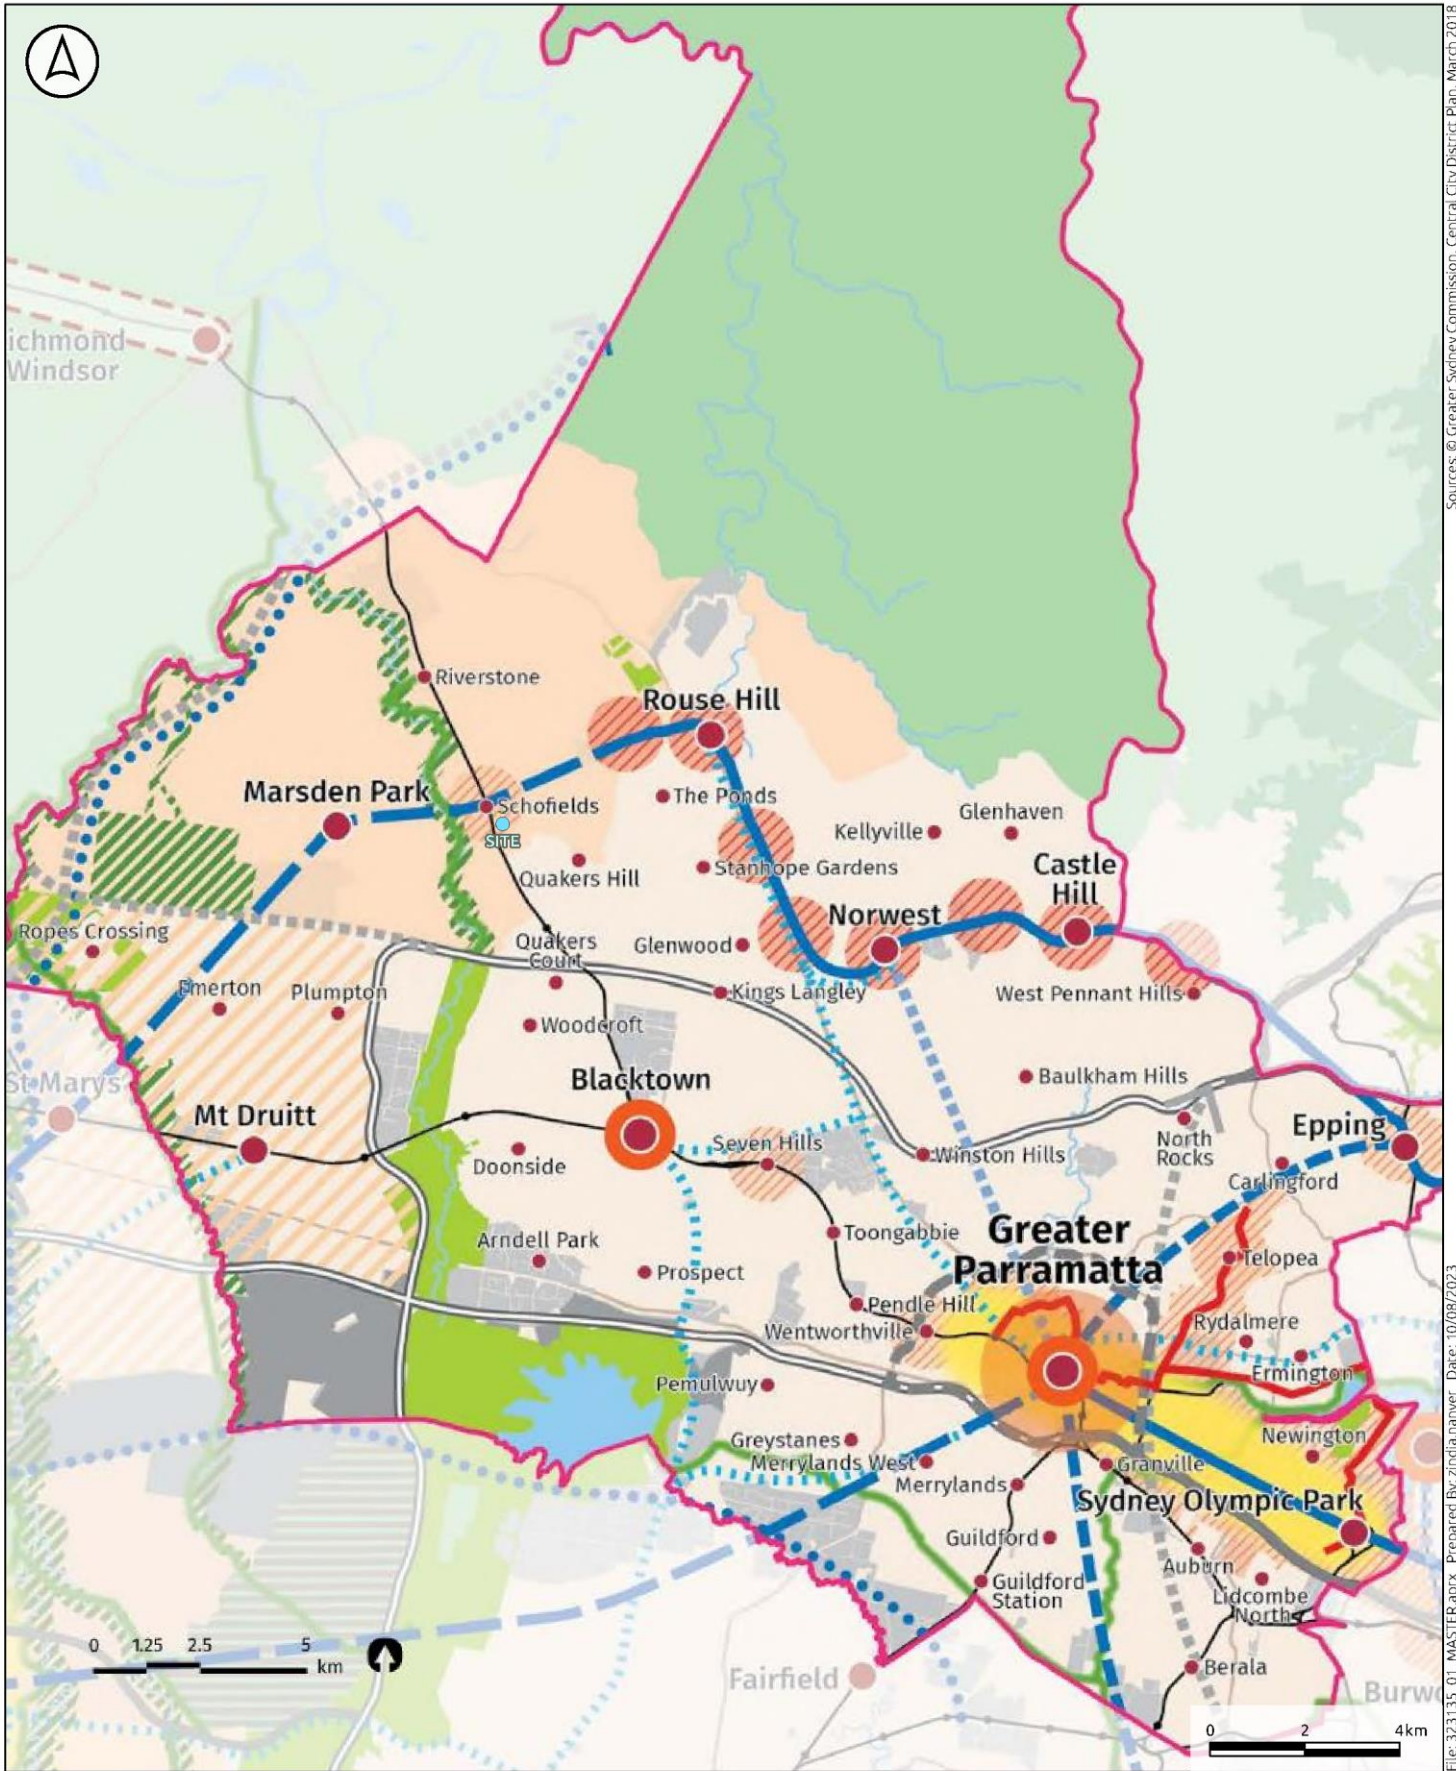 Sources: © Greater Sydney Commission, Central City District Plan, March 2018
ichmond
Windsor
Riverstone
Rouse Hill
Marsden Park
Schofields
SITE
The Ponds
Glenhaven
Kellyville
Quakers Hill
Stanhope Gardens
Castle
Hill
Norwest
Ropes Crossing
Quakers
Court
Glenwood
Emerton
Plumpton
Kings Langley
West Pennant Hills
Woodcroft
St Marys
Blacktown
Baulkham Hills
Mt Druitt
Epping
Seven Hills
North
Rocks
Doonside
Winston Hills
Carlingford
Greater
Parramatta
Arndell Park
Toongabbie
Telopea
Prospect
Pendle Hill
Wentworthville
Rydalmere
Ermington
Pemulwuy
Greystanes
Merrylands West
Newington
Granville
Merrylands
Sydney Olympic Park
Guildford
Auburn
Guildford
Station
Lidcombe
North
Berala
Fairfield
Burwo
0 1.25 2.5 5
km
0 2 4km
File: 323135_01_MASTER.aprx Prepared By: Date: 10/08/2023